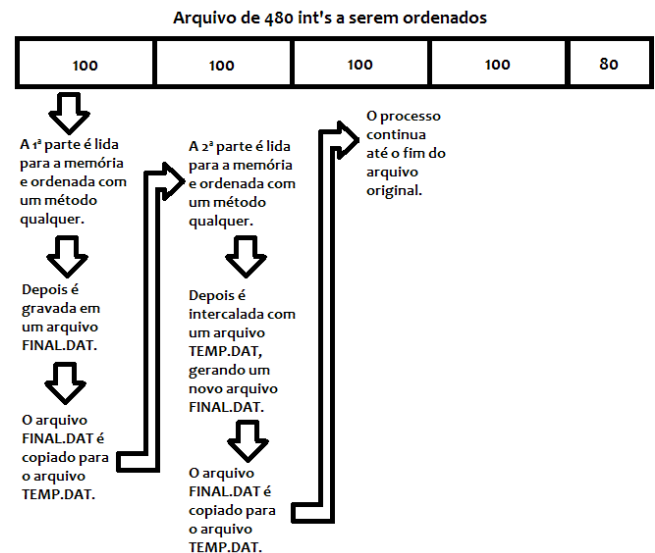 Arquivo de 480 int's a serem ordenados
100 100 100 100 80
A 1ª parte é lida
para a memória
e ordenada com
um método
qualquer.
Depois é
gravada em
um arquivo
FINAL.DAT.
O arquivo
FINAL.DAT é
copiado para
o arquivo
TEMP.DAT.
A 2ª parte é lida
para a memória
e ordenada com
um método
qualquer.
Depois é
intercalada com
um arquivo
TEMP.DAT,
gerando um
novo arquivo
FINAL.DAT.
O arquivo
FINAL.DAT é
copiado para
o arquivo
TEMP.DAT.
O processo
continua
até o fim do
arquivo
original.